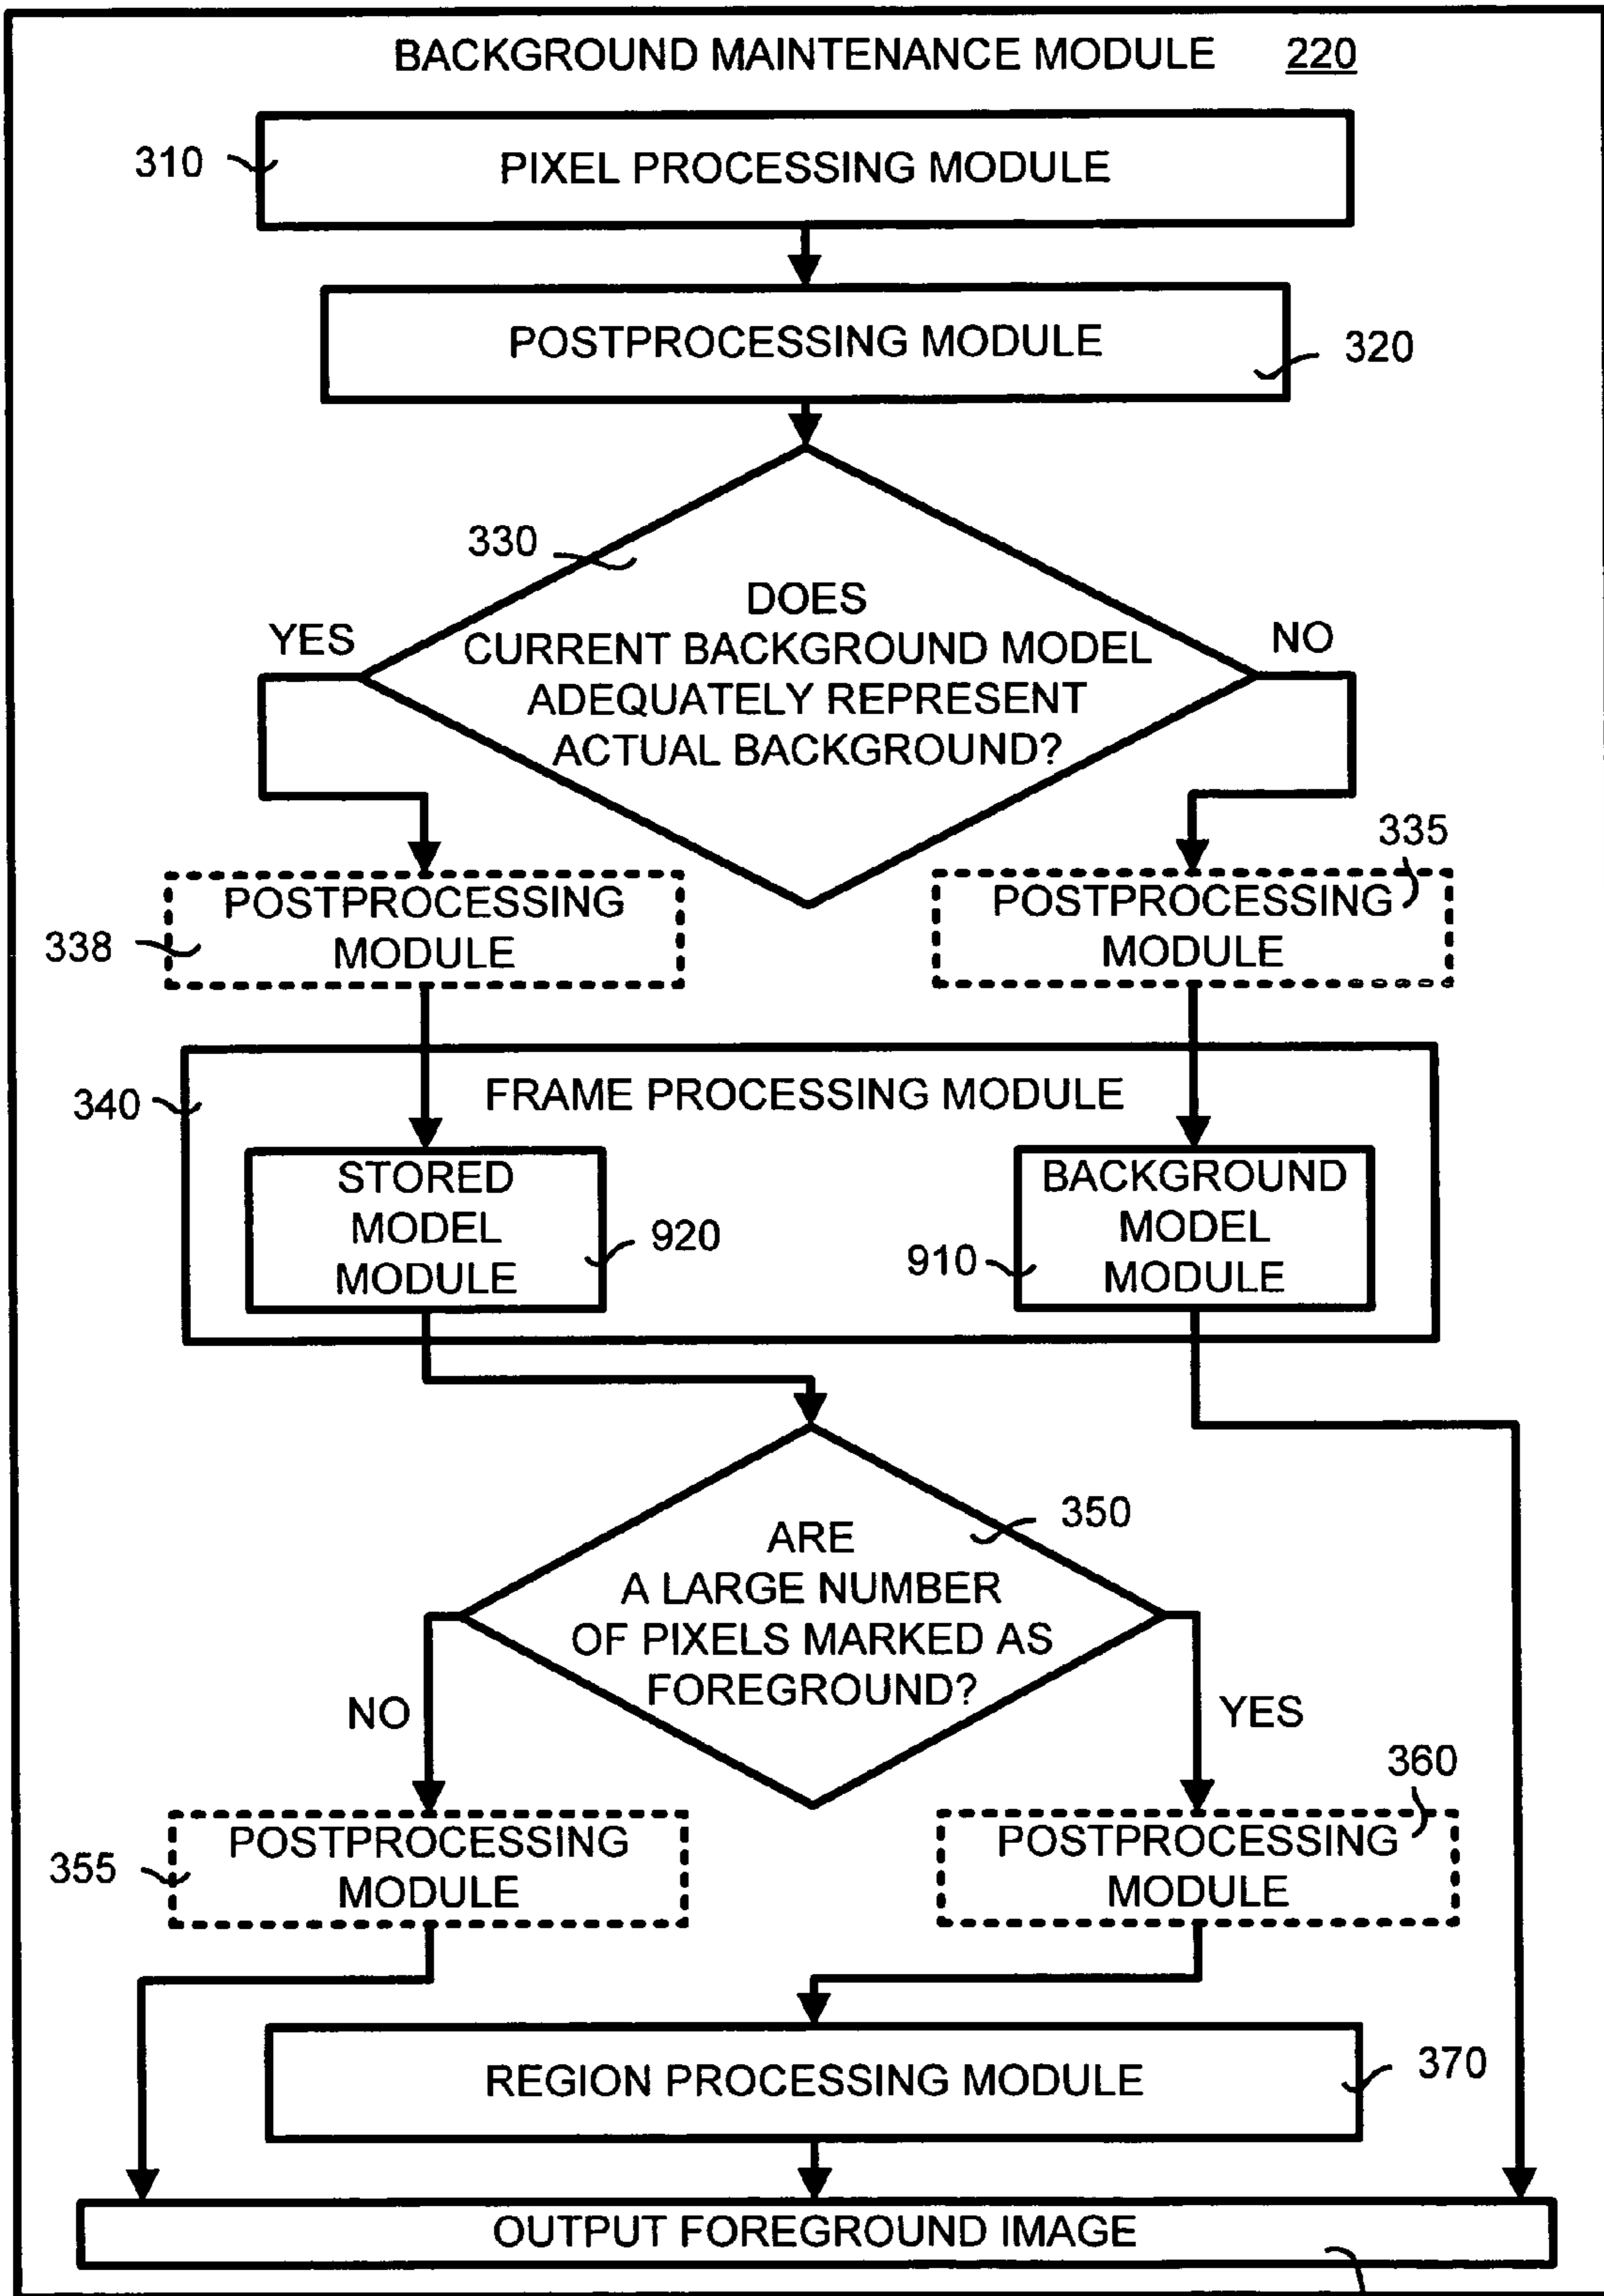 BACKGROUND MAINTENANCE MODULE 220
310
PIXEL PROCESSING MODULE
POSTPROCESSING MODULE
320
330
DOES
CURRENT BACKGROUND MODEL
ADEQUATELY REPRESENT
ACTUAL BACKGROUND?
YES
NO
338
POSTPROCESSING
MODULE
335
POSTPROCESSING
MODULE
340
FRAME PROCESSING MODULE
STORED
MODEL
MODULE
920
910
BACKGROUND
MODEL
MODULE
350
ARE
A LARGE NUMBER
OF PIXELS MARKED AS
FOREGROUND?
NO
YES
355
POSTPROCESSING
MODULE
360
POSTPROCESSING
MODULE
REGION PROCESSING MODULE
370
OUTPUT FOREGROUND IMAGE